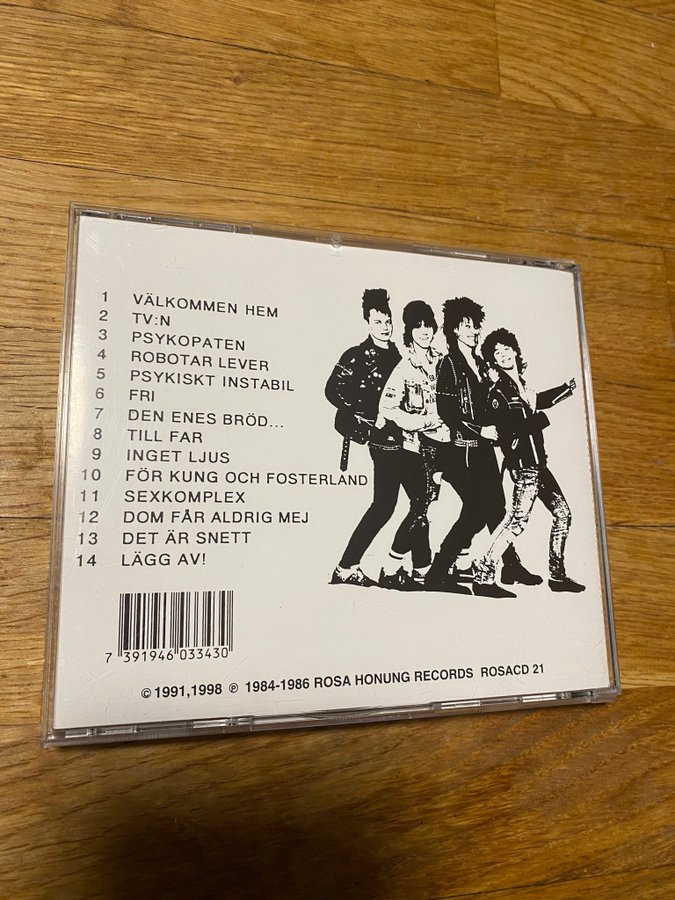 1 VÄLKOMMEN HEM
2 TV:N
3 PSYKOPATEN
4 ROBOTAR LEVER
5 PSYKISKT INSTABIL
6 FRI
7 DEN ENES BRÖD...
8 TILL FAR
9 INGET LJUS
10 FÖR KUNG OCH FOSTERLAND
11 SEXKOMPLEX
12 DOM FÅR ALDRIG MEJ
13 DET ÄR SNETT
14 LÄGG AV!
7 391946 033430
© 1991,1998 ℗ 1984-1986 ROSA HONUNG RECORDS ROSACD 21